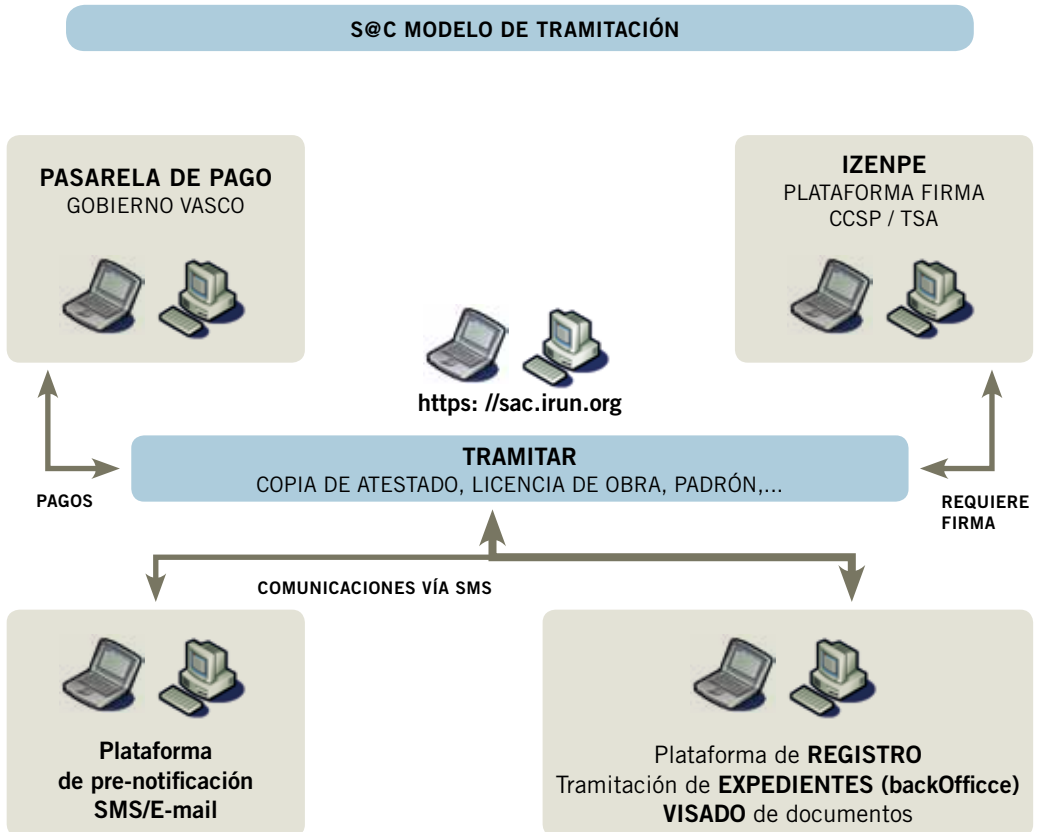 S@C MODELO DE TRAMITACIÓN
PASARELA DE PAGO
GOBIERNO VASCO
IZENPE
PLATAFORMA FIRMA
CCSP / TSA
https: //sac.irun.org
TRAMITAR
COPIA DE ATESTADO, LICENCIA DE OBRA, PADRÓN,...
PAGOS
REQUIERE
FIRMA
COMUNICACIONES VÍA SMS
Plataforma
de pre-notificación
SMS/E-mail
Plataforma de REGISTRO
Tramitación de EXPEDIENTES (backOfficce)
VISADO de documentos